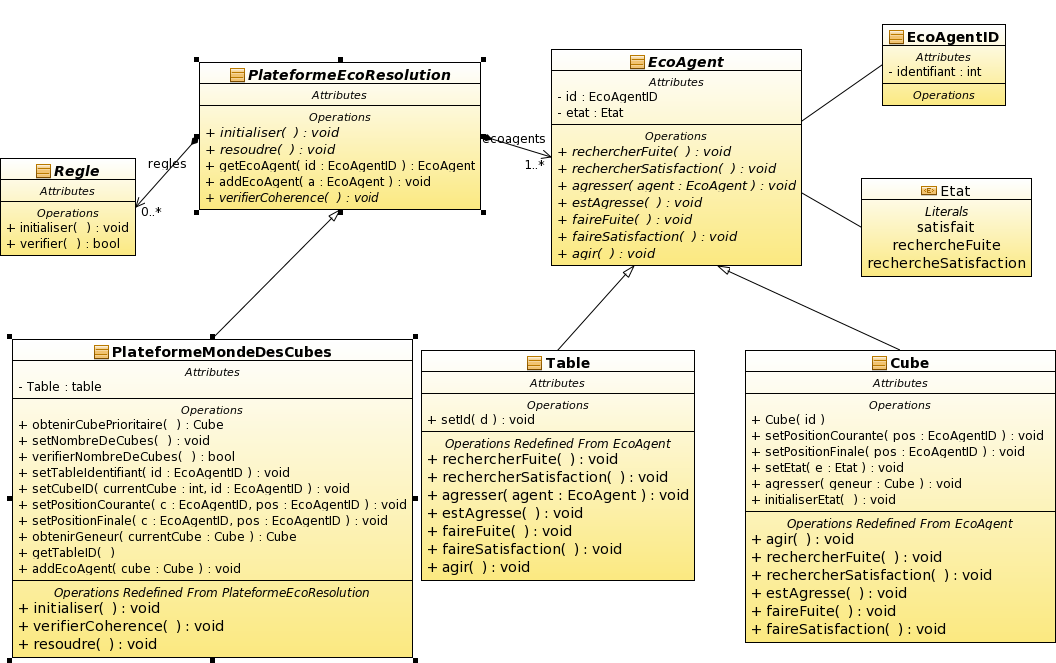 Regle
Attributes
Operations
+ initialiser( ) : void
+ verifier( ) : bool
regles
0..*
PlateformeEcoResolution
Attributes
Operations
+ initialiser( ) : void
+ resoudre( ) : void
+ getEcoAgent( id : EcoAgentID ) : EcoAgent
+ addEcoAgent( a : EcoAgent ) : void
+ verifierCoherence( ) : void
ecoagents
1..*
EcoAgent
Attributes
- id : EcoAgentID
- etat : Etat
Operations
+ rechercherFuite( ) : void
+ rechercherSatisfaction( ) : void
+ agresser( agent : EcoAgent ) : void
+ estAgresse( ) : void
+ faireFuite( ) : void
+ faireSatisfaction( ) : void
+ agir( ) : void
EcoAgentID
Attributes
- identifiant : int
Operations
<E> Etat
Literals
satisfait
rechercheFuite
rechercheSatisfaction
PlateformeMondeDesCubes
Attributes
- Table : table
Operations
+ obtenirCubePrioritaire( ) : Cube
+ setNombreDeCubes( ) : void
+ verifierNombreDeCubes( ) : bool
+ setTableIdentifiant( id : EcoAgentID ) : void
+ setCubeID( currentCube : int, id : EcoAgentID ) : void
+ setPositionCourante( c : EcoAgentID, pos : EcoAgentID ) : void
+ setPositionFinale( c : EcoAgentID, pos : EcoAgentID ) : void
+ obtenirGeneur( currentCube : Cube ) : Cube
+ getTableID( )
+ addEcoAgent( cube : Cube ) : void
Operations Redefined From PlateformeEcoResolution
+ initialiser( ) : void
+ verifierCoherence( ) : void
+ resoudre( ) : void
Table
Attributes
Operations
+ setId( d ) : void
Operations Redefined From EcoAgent
+ rechercherFuite( ) : void
+ rechercherSatisfaction( ) : void
+ agresser( agent : EcoAgent ) : void
+ estAgresse( ) : void
+ faireFuite( ) : void
+ faireSatisfaction( ) : void
+ agir( ) : void
Cube
Attributes
Operations
+ Cube( id )
+ setPositionCourante( pos : EcoAgentID ) : void
+ setPositionFinale( pos : EcoAgentID ) : void
+ setEtat( e : Etat ) : void
+ agresser( geneur : Cube ) : void
+ initialiserEtat( ) : void
Operations Redefined From EcoAgent
+ agir( ) : void
+ rechercherFuite( ) : void
+ rechercherSatisfaction( ) : void
+ estAgresse( ) : void
+ faireFuite( ) : void
+ faireSatisfaction( ) : void